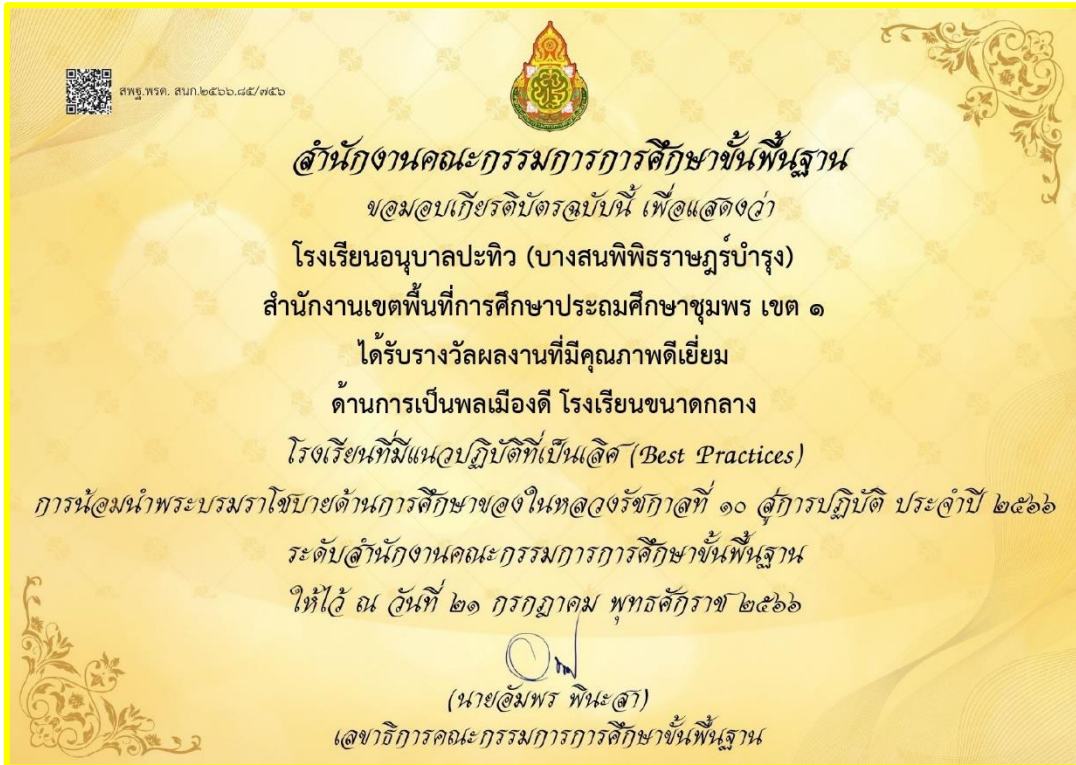 สพฐ.พรด. สนก.๒๕๖๖.๘๕/๗๕๖
สำนักงานคณะกรรมการการศึกษาขั้นพื้นฐาน
ขอมอบเกียรติบัตรฉบับนี้ เพื่อแสดงว่า
โรงเรียนอนุบาลปะทิว (บางสนพิพิธราษฎร์บำรุง)
สำนักงานเขตพื้นที่การศึกษาประถมศึกษาชุมพร เขต ๑
ได้รับรางวัลผลงานที่มีคุณภาพดีเยี่ยม
ด้านการเป็นพลเมืองดี โรงเรียนขนาดกลาง
โรงเรียนที่มีแนวปฏิบัติที่เป็นเลิศ (Best Practices)
การน้อมนำพระบรมราโชบายด้านการศึกษาของในหลวงรัชกาลที่ ๑๐ สู่การปฏิบัติ ประจำปี ๒๕๖๖
ระดับสำนักงานคณะกรรมการการศึกษาขั้นพื้นฐาน
ให้ไว้ ณ วันที่ ๒๑ กรกฎาคม พุทธศักราช ๒๕๖๖
(นายอัมพร พินะสา)
เลขาธิการคณะกรรมการการศึกษาขั้นพื้นฐาน